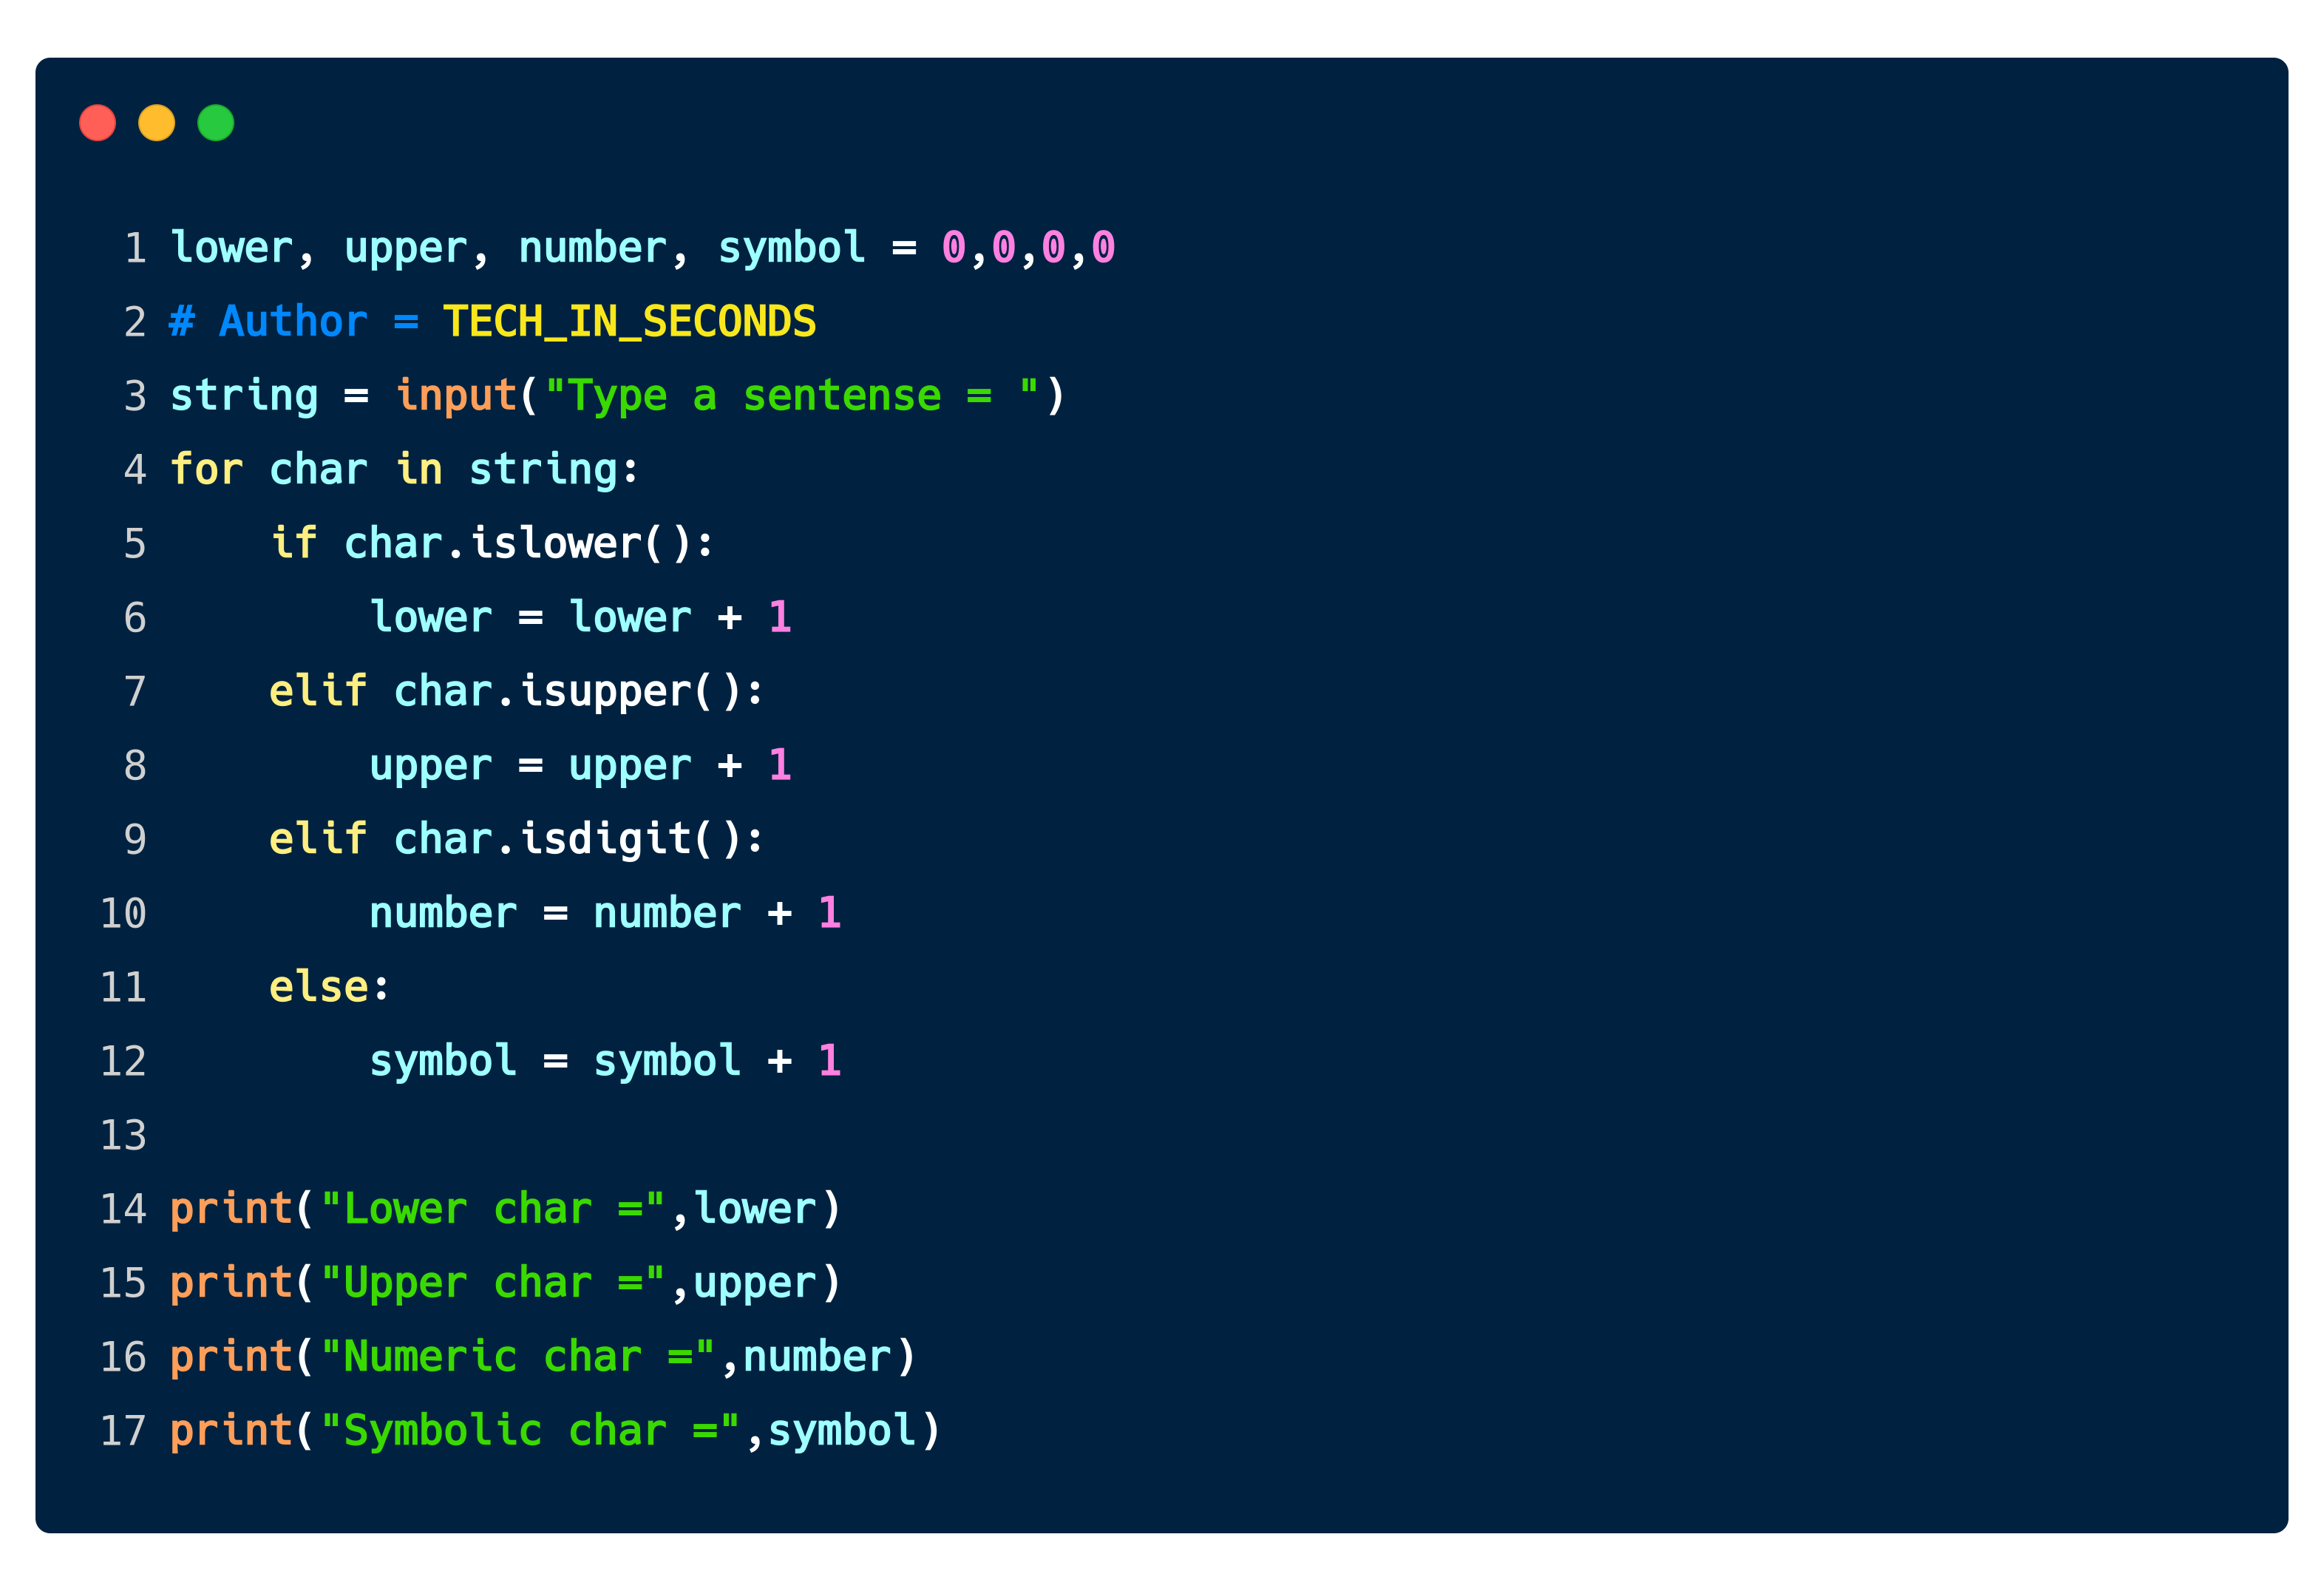 1 lower, upper, number, symbol = 0,0,0,0
2 # Author = TECH_IN_SECONDS
3 string = input("Type a sentense = ")
4 for char in string:
5     if char.islower():
6         lower = lower + 1
7     elif char.isupper():
8         upper = upper + 1
9     elif char.isdigit():
10         number = number + 1
11     else:
12         symbol = symbol + 1
13
14 print("Lower char =",lower)
15 print("Upper char =",upper)
16 print("Numeric char =",number)
17 print("Symbolic char =",symbol)